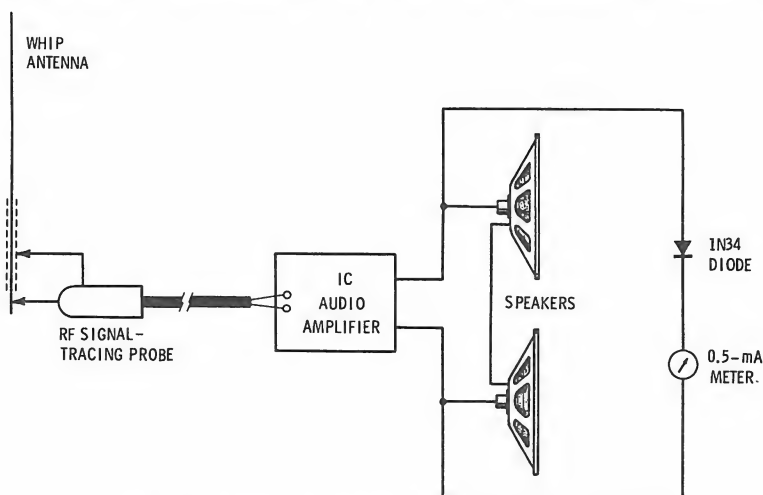 WHIP
ANTENNA
RF SIGNAL-
TRACING PROBE
IC
AUDIO
AMPLIFIER
SPEAKERS
1N34
DIODE
0.5-mA
METER.